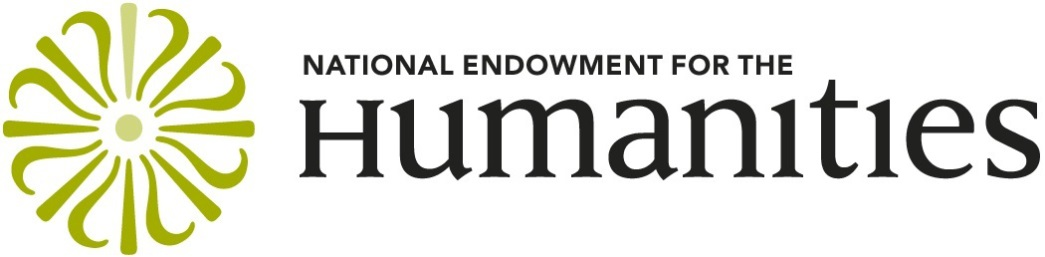 NATIONAL ENDOWMENT FOR THE
Humanities